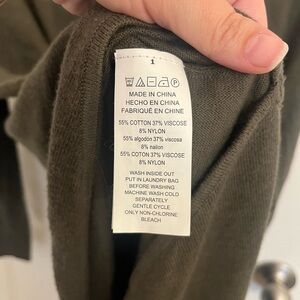 1
MADE IN CHINA
HECHO EN CHINA
FABRIQUÉ EN CHINE
55% COTTON 37% VISCOSE
8% NYLON
55% algodón 37% viscosa
8% nailon
55% COTON 37% VISCOSE
8% NYLON
WASH INSIDE OUT
PUT IN LAUNDRY BAG
BEFORE WASHING
MACHINE WASH COLD
SEPARATELY
GENTLE CYCLE
ONLY NON-CHLORINE
BLEACH